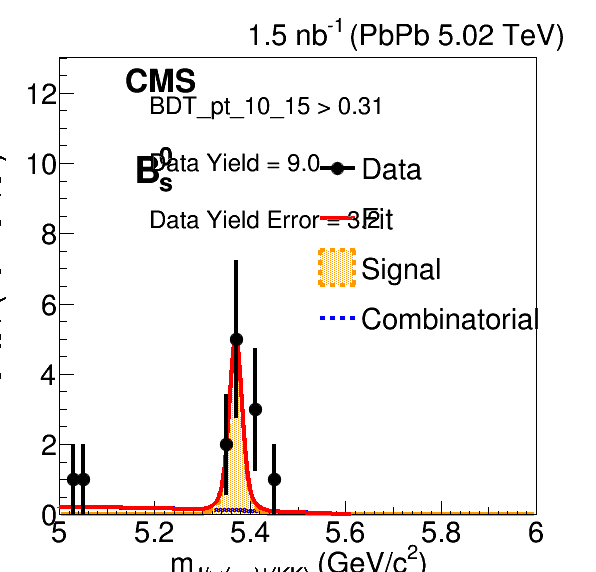 1.5 nb⁻¹ (PbPb 5.02 TeV)
CMS
BDT_pt_10_15 > 0.31
B⁰ₛ
Data Yield = 9.0
Data Yield Error = 3.2
Data
Fit
Signal
Combinatorial
12
10
8
6
4
2
0
5 5.2 5.4 5.6 5.8 6
m (GeV/c²)